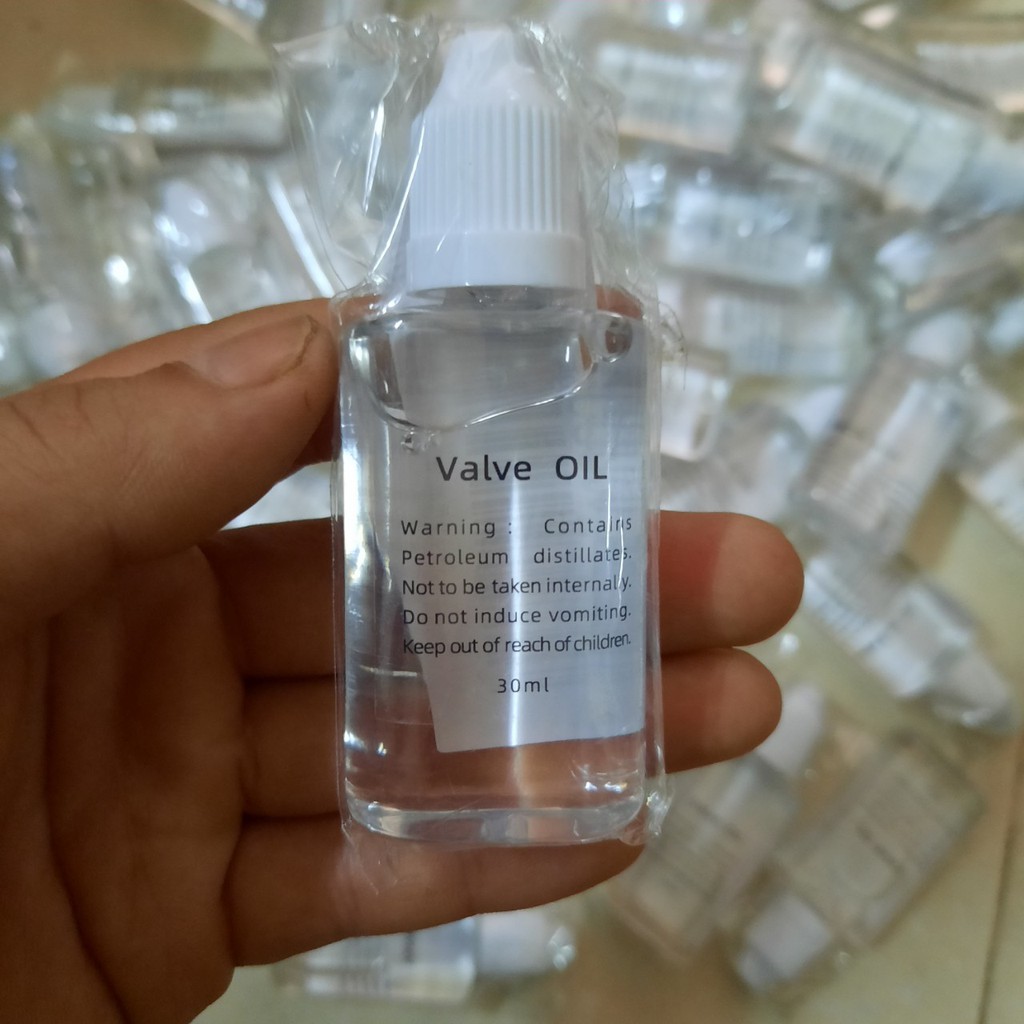 Valve OIL
Warning : Contains
Petroleum distillates.
Not to be taken internally.
Do not induce vomiting.
Keep out of reach of children.
30ml